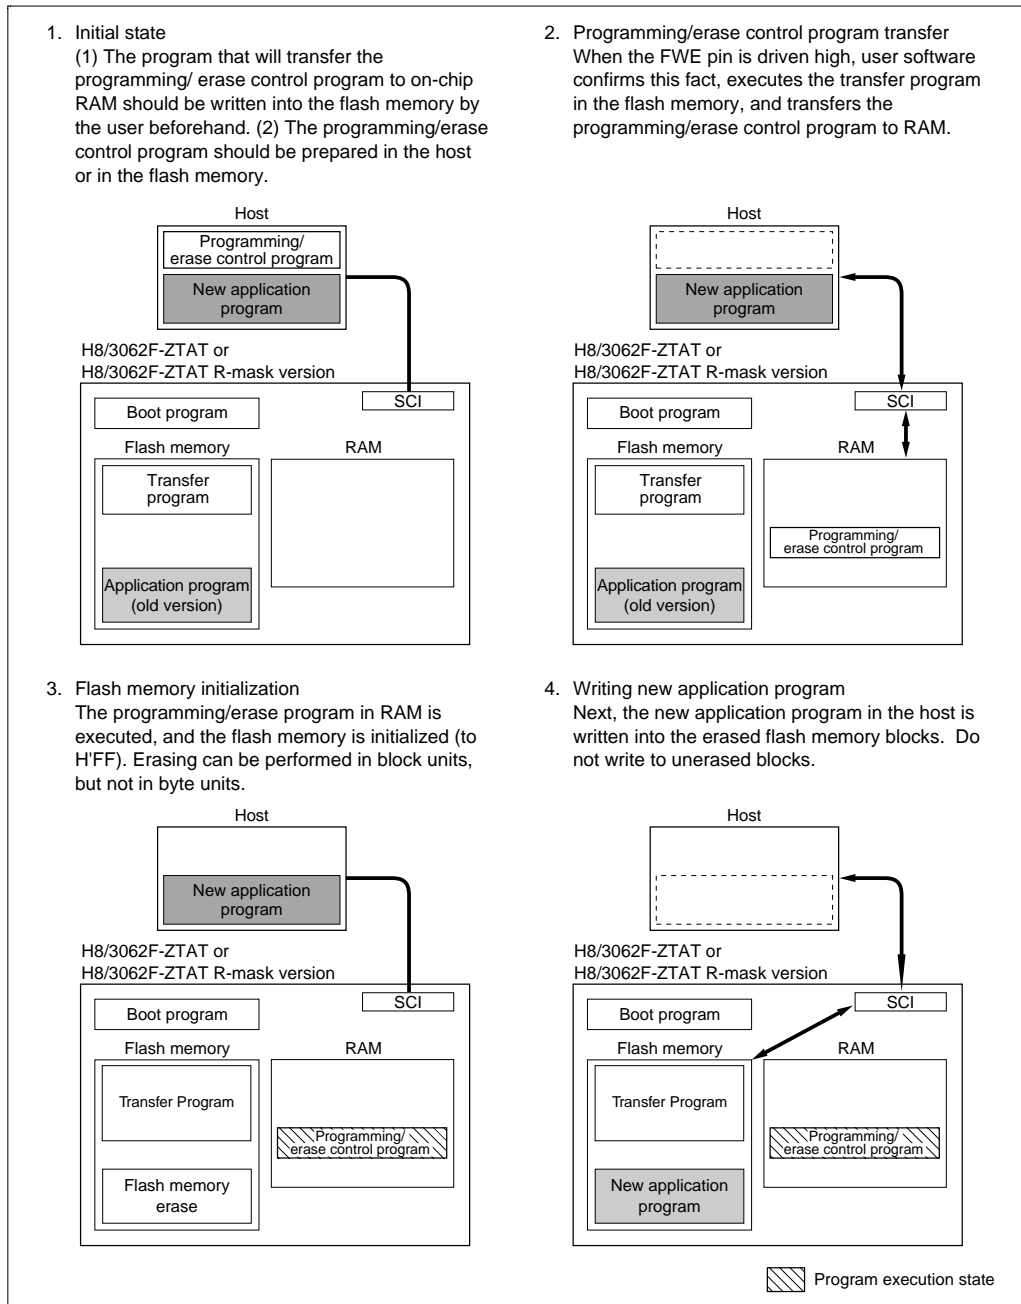 1. Initial state
(1) The program that will transfer the
programming/ erase control program to on-chip
RAM should be written into the flash memory by
the user beforehand. (2) The programming/erase
control program should be prepared in the host
or in the flash memory.
Host
Programming/
erase control program
New application
program
H8/3062F-ZTAT or
H8/3062F-ZTAT R-mask version
SCI
Boot program
Flash memory
RAM
Transfer
program
Application program
(old version)
2. Programming/erase control program transfer
When the FWE pin is driven high, user software
confirms this fact, executes the transfer program
in the flash memory, and transfers the
programming/erase control program to RAM.
Host
New application
program
H8/3062F-ZTAT or
H8/3062F-ZTAT R-mask version
SCI
Boot program
Flash memory
RAM
Transfer
program
Programming/
erase control program
Application program
(old version)
3. Flash memory initialization
The programming/erase program in RAM is
executed, and the flash memory is initialized (to
H'FF). Erasing can be performed in block units,
but not in byte units.
Host
New application
program
H8/3062F-ZTAT or
H8/3062F-ZTAT R-mask version
SCI
Boot program
Flash memory
RAM
Transfer Program
Programming/
erase control program
Flash memory
erase
4. Writing new application program
Next, the new application program in the host is
written into the erased flash memory blocks. Do
not write to unerased blocks.
Host
H8/3062F-ZTAT or
H8/3062F-ZTAT R-mask version
SCI
Boot program
Flash memory
RAM
Transfer Program
Programming/
erase control program
New application
program
Program execution state